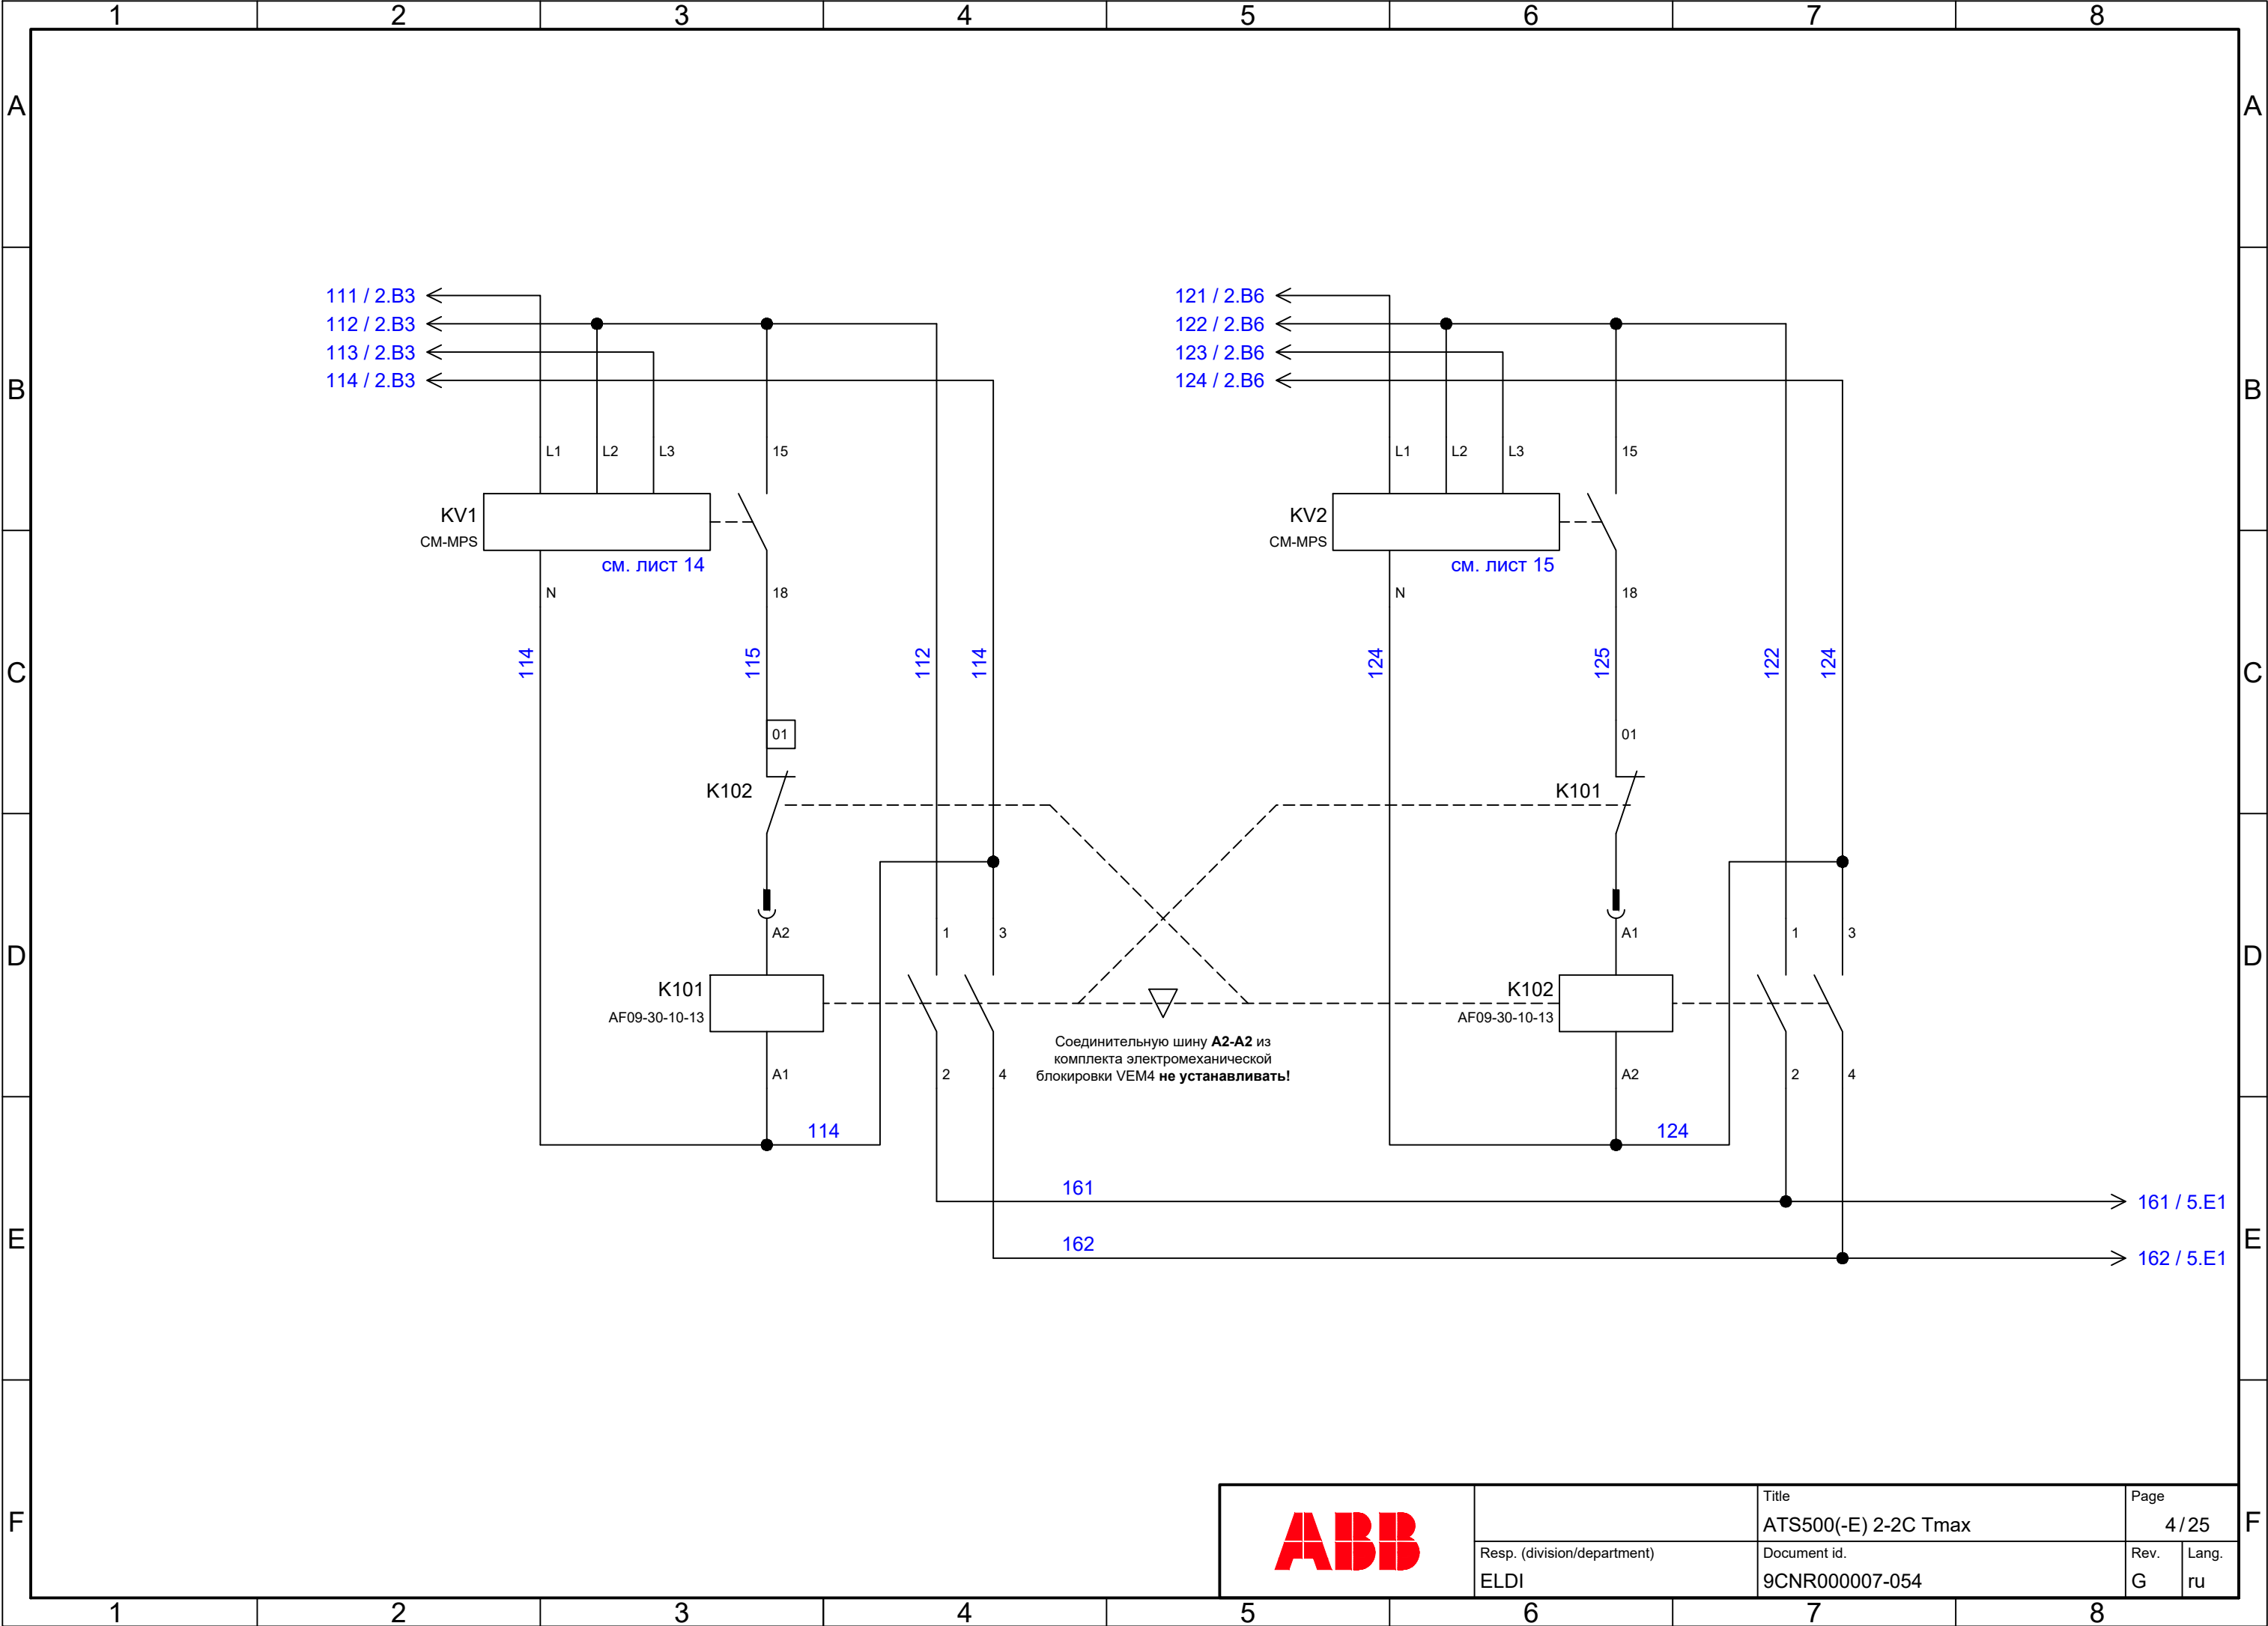 1 2 3 4 5 6 7 8
A A
111 / 2.B3 121 / 2.B6
112 / 2.B3 122 / 2.B6
113 / 2.B3 123 / 2.B6
114 / 2.B3 124 / 2.B6
B B
L1 L2 L3 15 L1 L2 L3 15
KV1 KV2
CM-MPS CM-MPS
см. лист 14 см. лист 15
N 18 N 18
C 114 115 112 114 124 125 122 124 C
01 01
K102 K101
A2 1 3 A1 1 3
D D
K101 K102
AF09-30-10-13 AF09-30-10-13
Соединительную шину A2-A2 из
комплекта электромеханической
блокировки VEM4 не устанавливать!
A1 2 4 A2 2 4
114 124
161 161 / 5.E1
E E
162 162 / 5.E1
F F
ABB
Title
ATS500(-E) 2-2C Tmax
Page
4 / 25
Resp. (division/department)
ELDI
Document id.
9CNR000007-054
Rev.
G
Lang.
ru
1 2 3 4 5 6 7 8